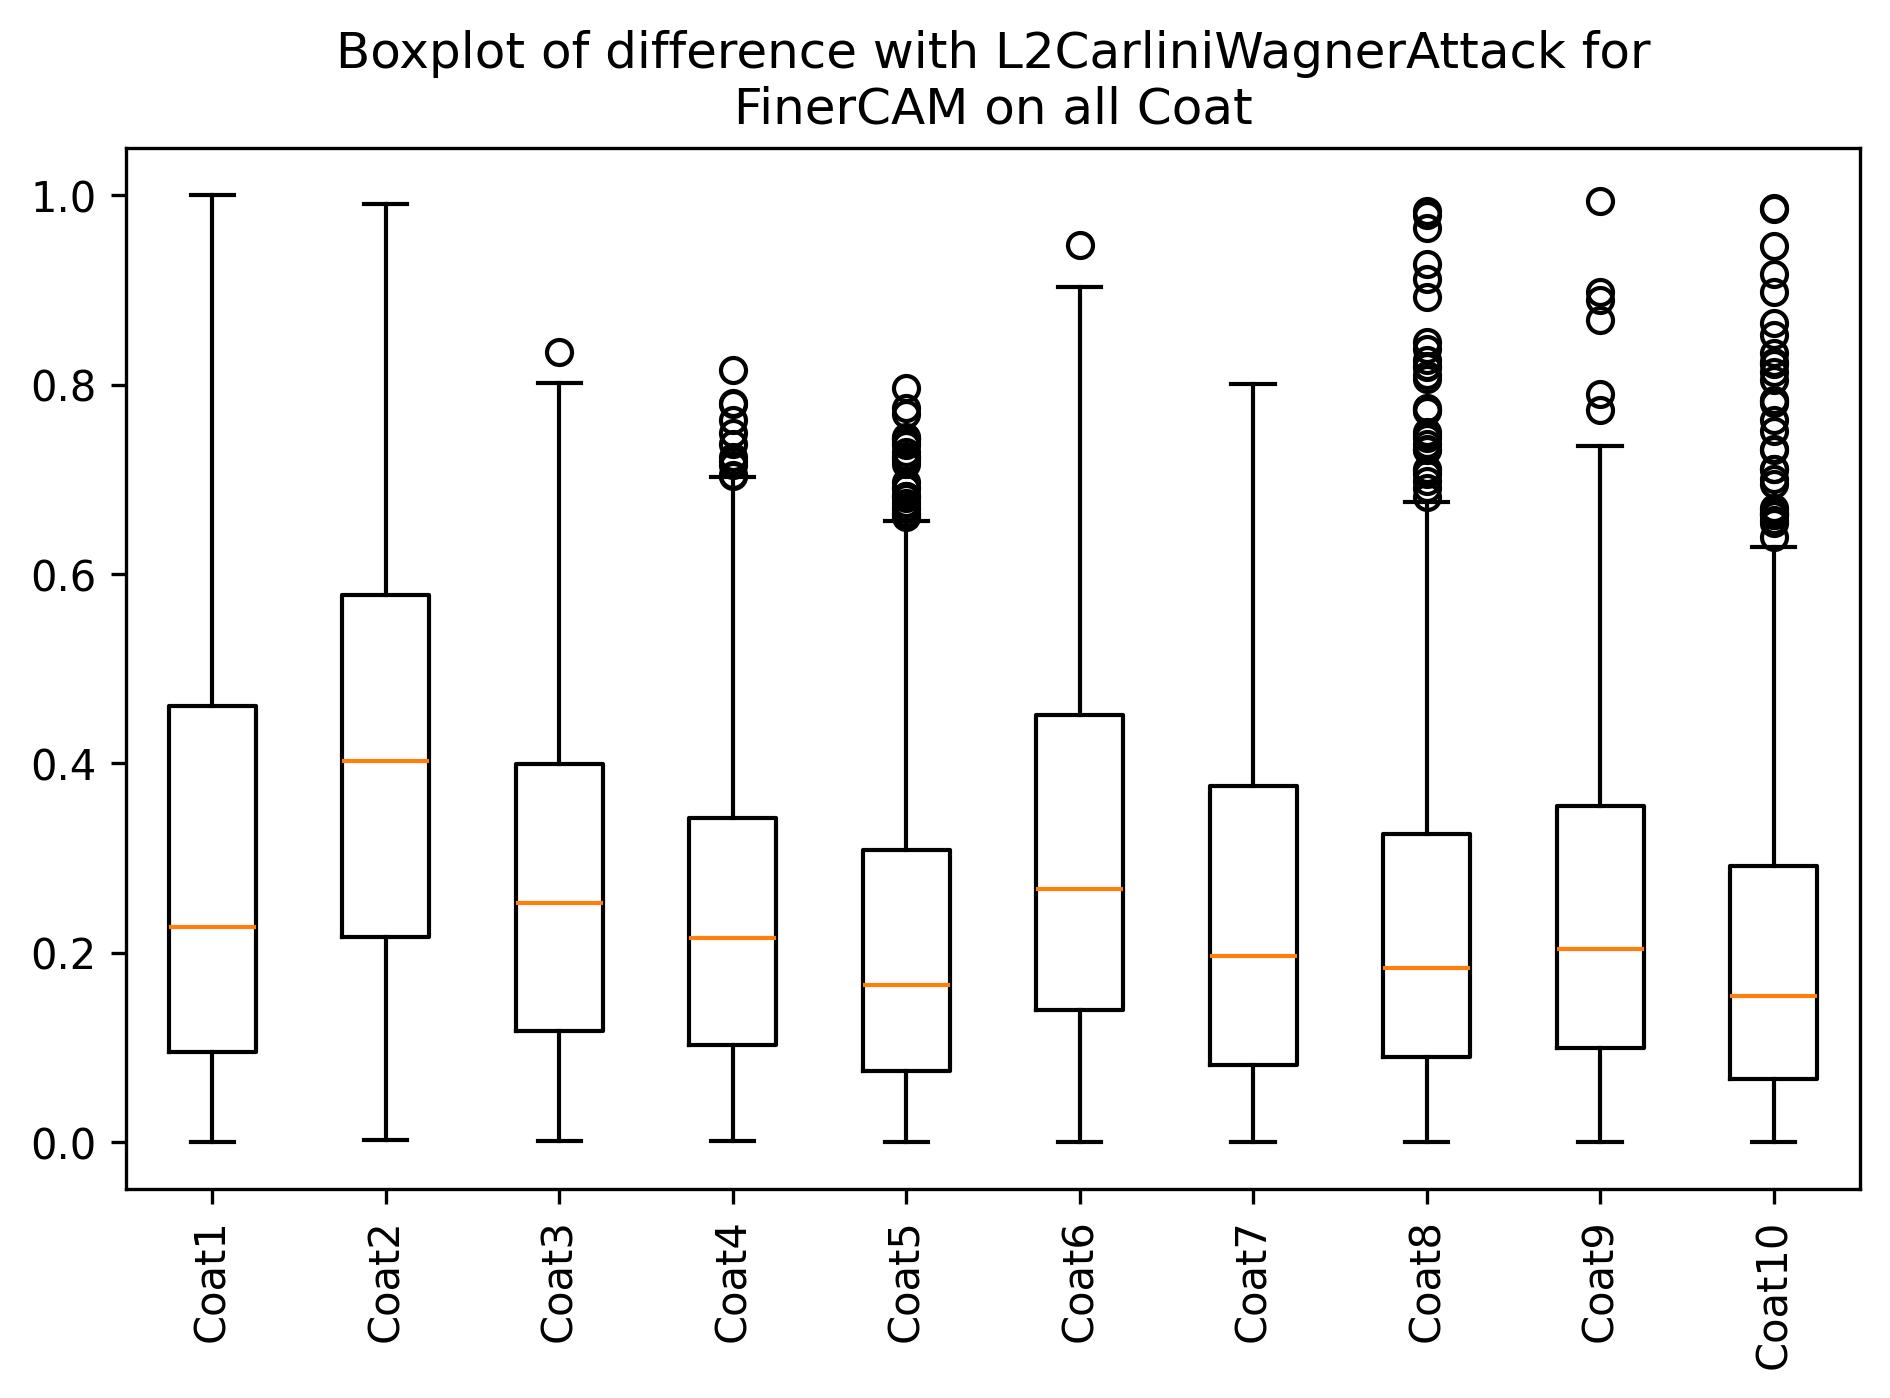 Boxplot of difference with L2CarliniWagnerAttack for
FinerCAM on all Coat
1.0
0.8
0.6
0.4
0.2
0.0
Coat1
Coat2
Coat3
Coat4
Coat5
Coat6
Coat7
Coat8
Coat9
Coat10